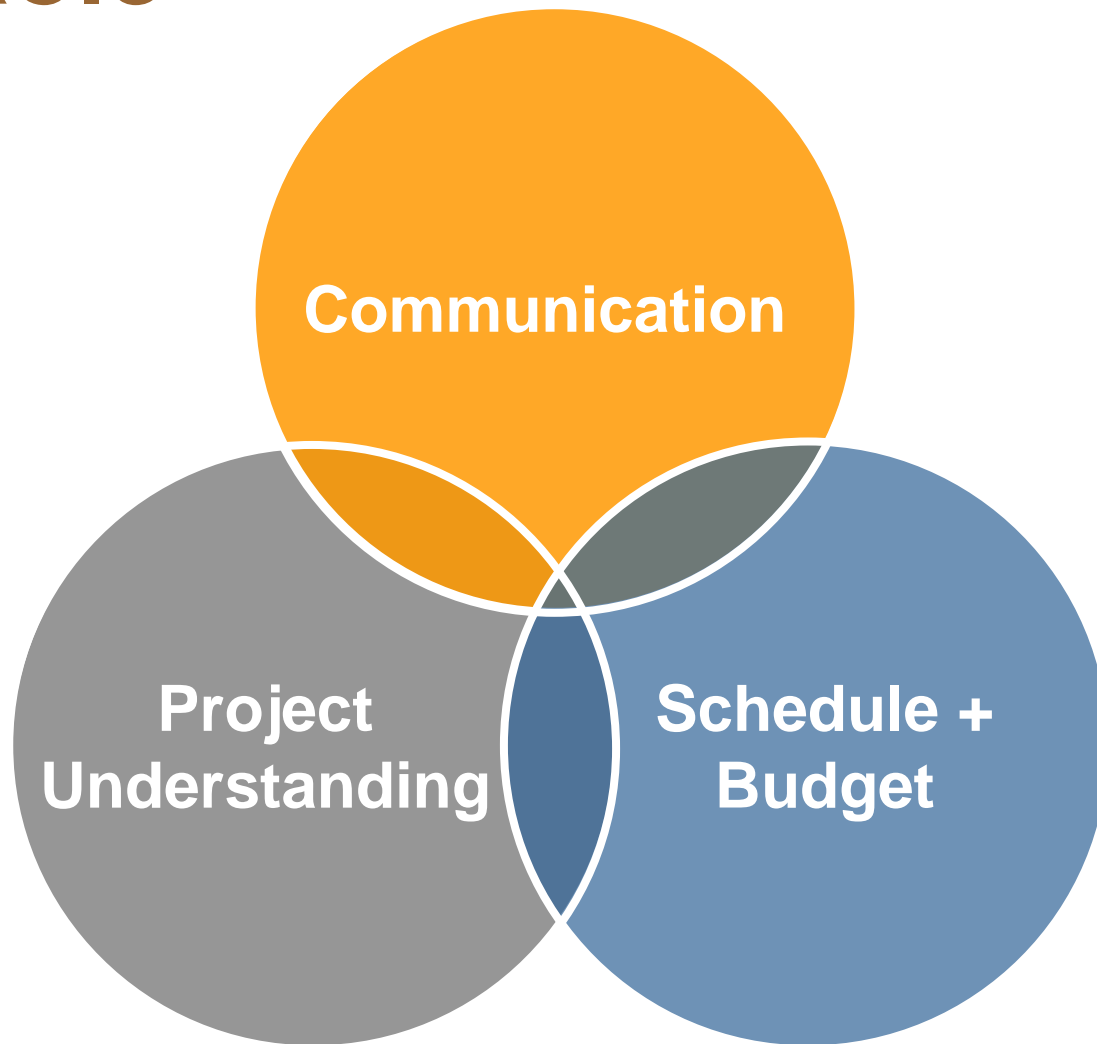 Communication
Project
Understanding
Schedule +
Budget